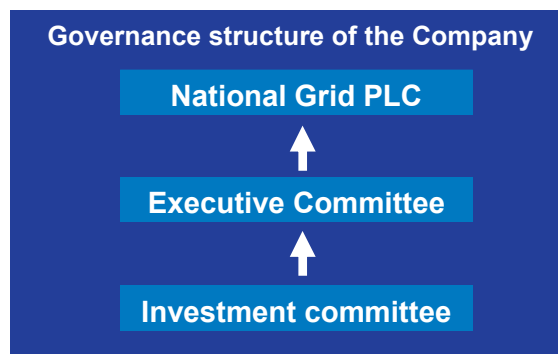 Governance structure of the Company
National Grid PLC
Executive Committee
Investment committee